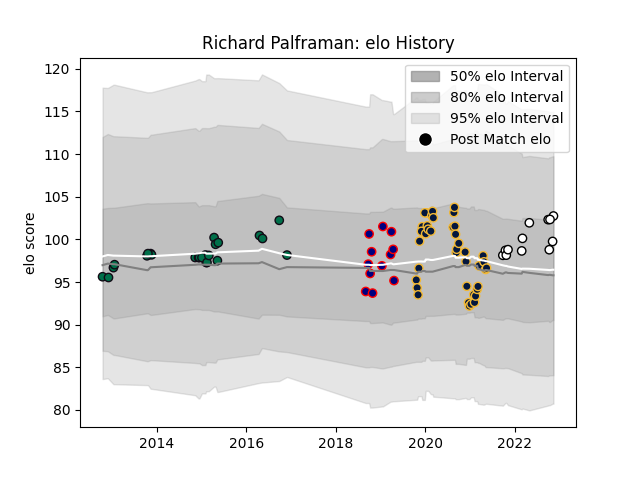 Richard Palframan: elo History
50% elo Interval
80% elo Interval
95% elo Interval
Post Match elo
elo score
120
115
110
105
100
95
90
85
80
2014
2016
2018
2020
2022